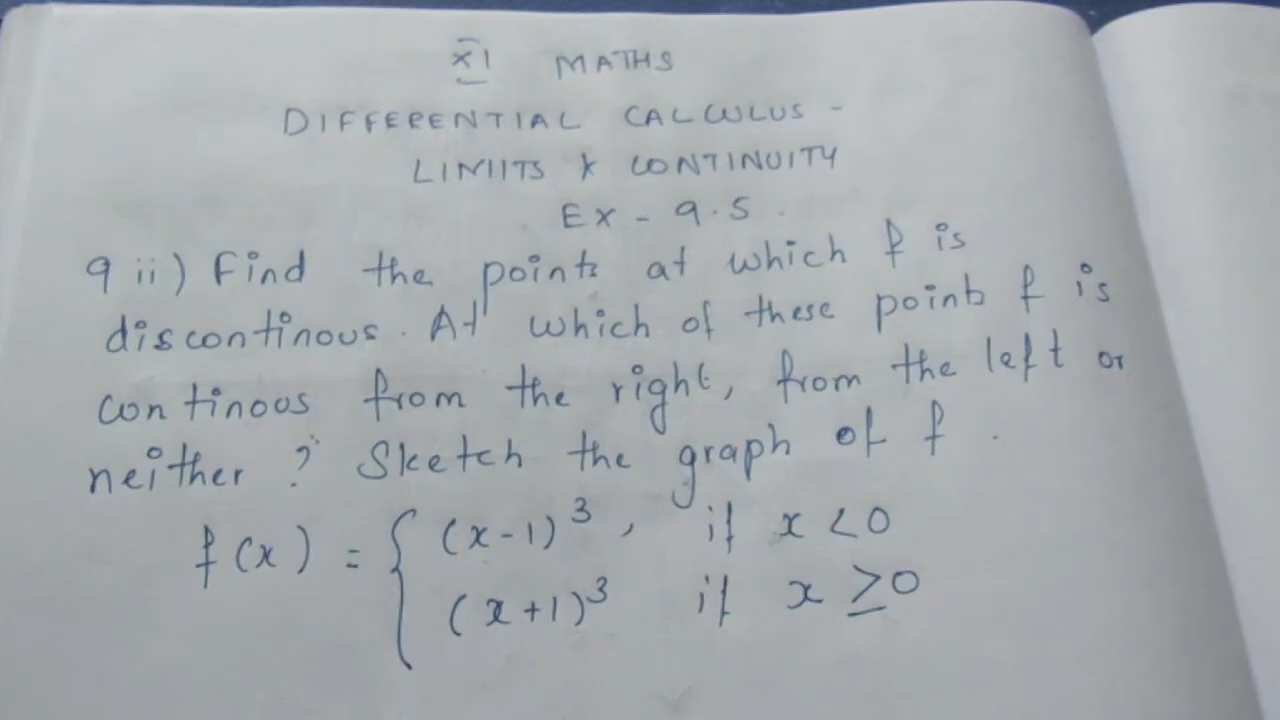 XI MATHS
DIFFERENTIAL CALCULUS -
LIMITS & CONTINUITY
EX - 9.5.
9 ii) Find the points at which f is
discontinous. At which of these points f is
continous from the right, from the left or
neither? Sketch the graph of f.
f(x) = { (x-1)³, if x<0
(x+1)³ if x≥0